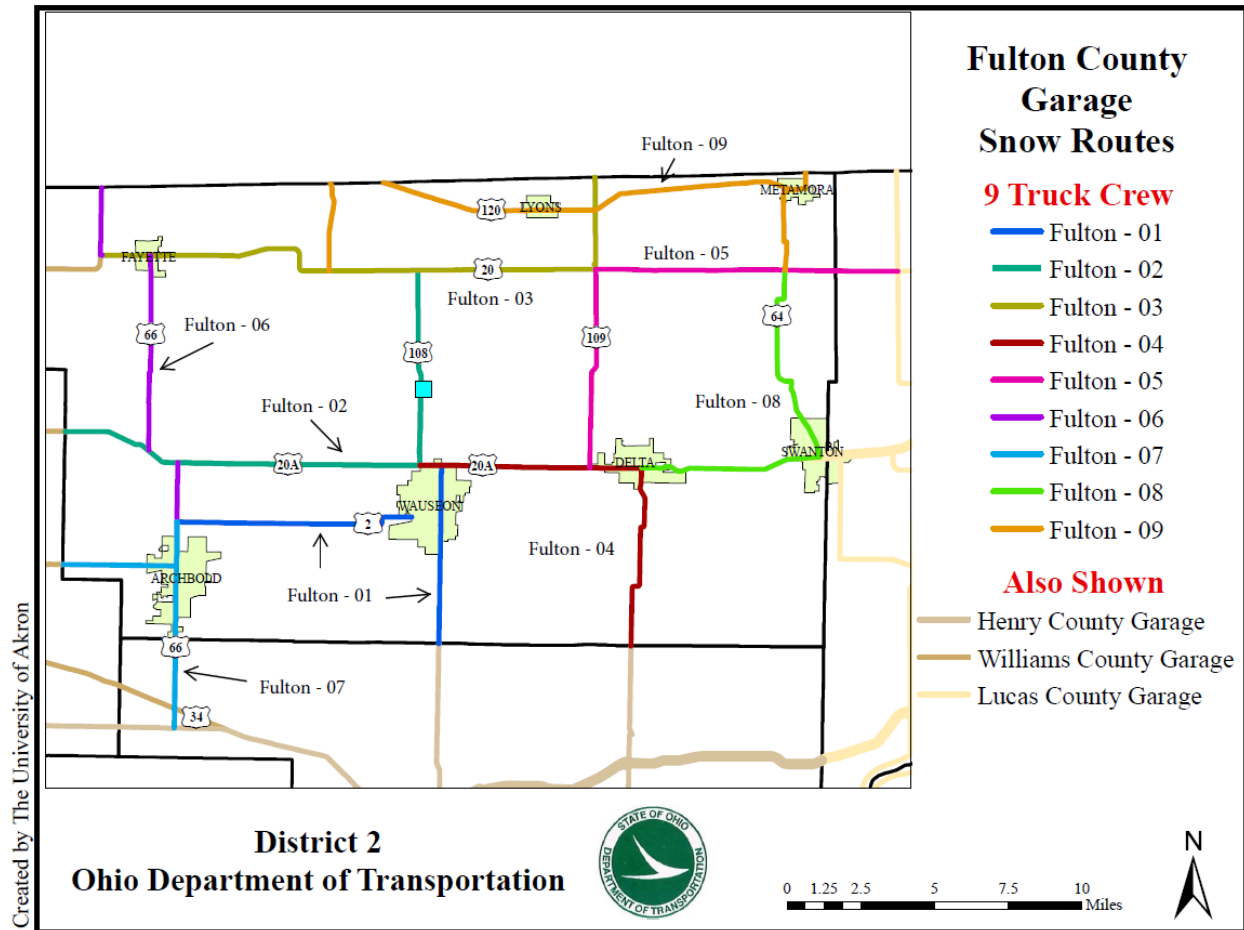 Fulton County
Garage
Snow Routes
9 Truck Crew
Fulton - 01
Fulton - 02
Fulton - 03
Fulton - 04
Fulton - 05
Fulton - 06
Fulton - 07
Fulton - 08
Fulton - 09
Also Shown
Henry County Garage
Williams County Garage
Lucas County Garage
Fulton - 09
METAMORA
LYONS
120
FAYETTE
Fulton - 05
20
Fulton - 03
66
Fulton - 06
108
109
64
Fulton - 02
Fulton - 08
20A
20A
DELTA
SWANTON
WAUSEON
2
Fulton - 04
ARCHBOLD
Fulton - 01
66
Fulton - 07
34
Created by The University of Akron
District 2
Ohio Department of Transportation
STATE OF OHIO
DEPARTMENT OF TRANSPORTATION
N
0 1.25 2.5 5 7.5 10
Miles